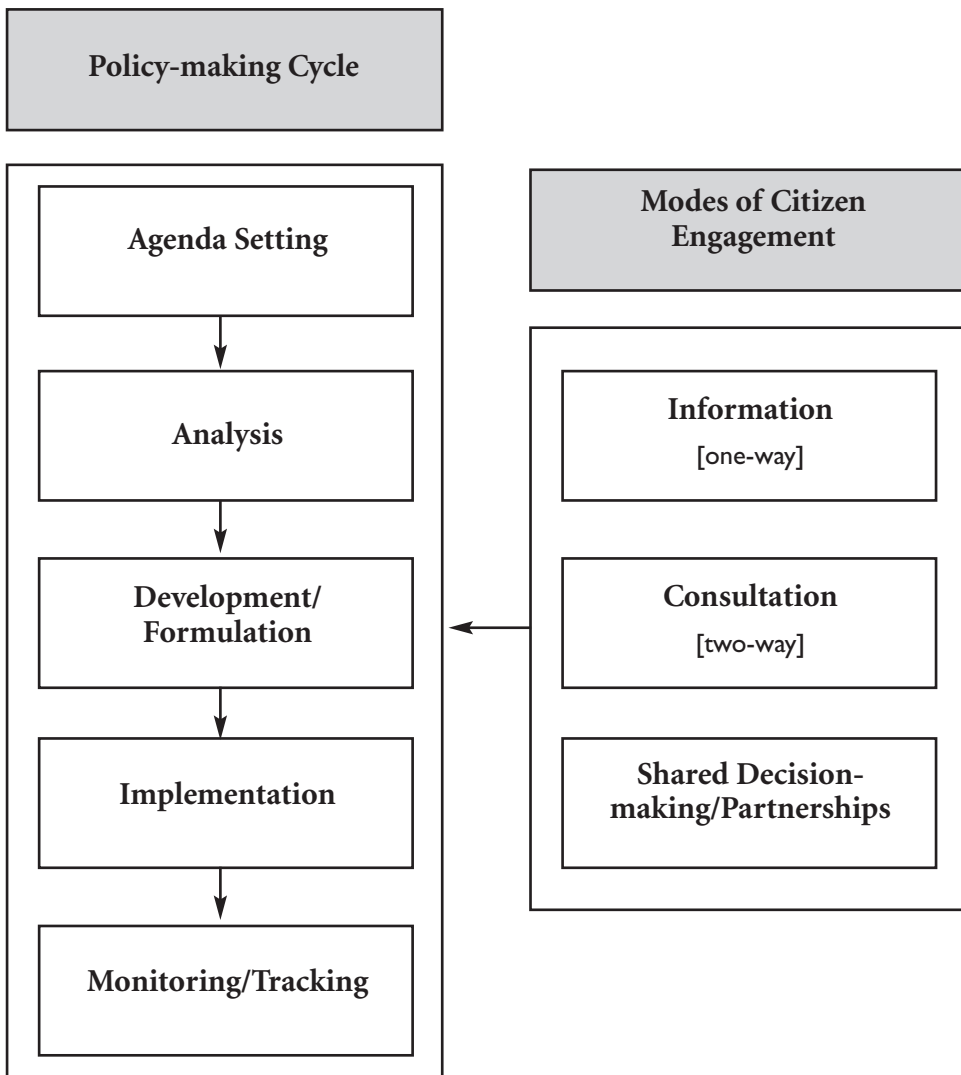 Policy-making Cycle
Agenda Setting
Analysis
Development/
Formulation
Implementation
Monitoring/Tracking
Modes of Citizen
Engagement
Information
[one-way]
Consultation
[two-way]
Shared Decision-
making/Partnerships